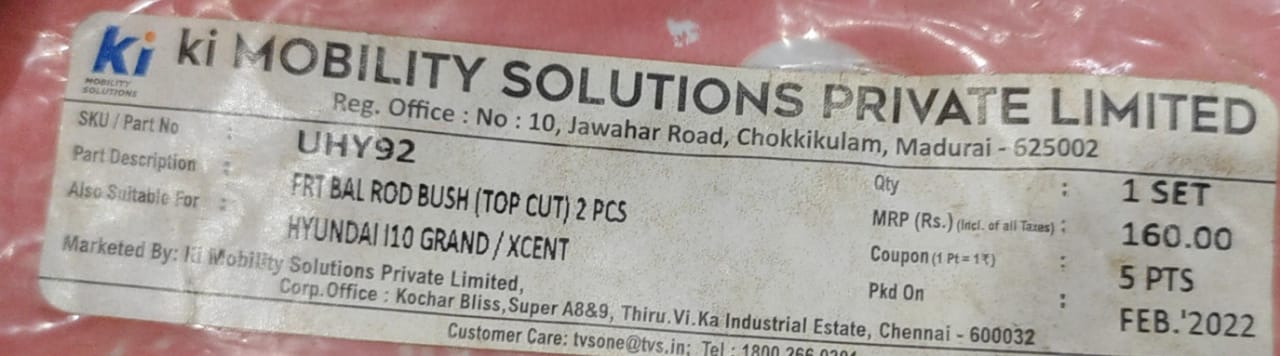 ki ki MOBILITY SOLUTIONS PRIVATE LIMITED
MOBILITY
SOLUTIONS
Reg. Office : No : 10, Jawahar Road, Chokkikulam, Madurai - 625002
SKU / Part No : UHY92
Part Description : FRT BAL ROD BUSH (TOP CUT) 2 PCS
Also Suitable For : HYUNDAI I10 GRAND / XCENT
Qty : 1 SET
MRP (Rs.) (Incl. of all Taxes) : 160.00
Coupon (1 Pt = 1₹) : 5 PTS
Pkd On : FEB.'2022
Marketed By: ki Mobility Solutions Private Limited,
Corp.Office : Kochar Bliss,Super A8&9, Thiru.Vi.Ka Industrial Estate, Chennai - 600032
Customer Care: tvsone@tvs.in; Tel : 1800 266